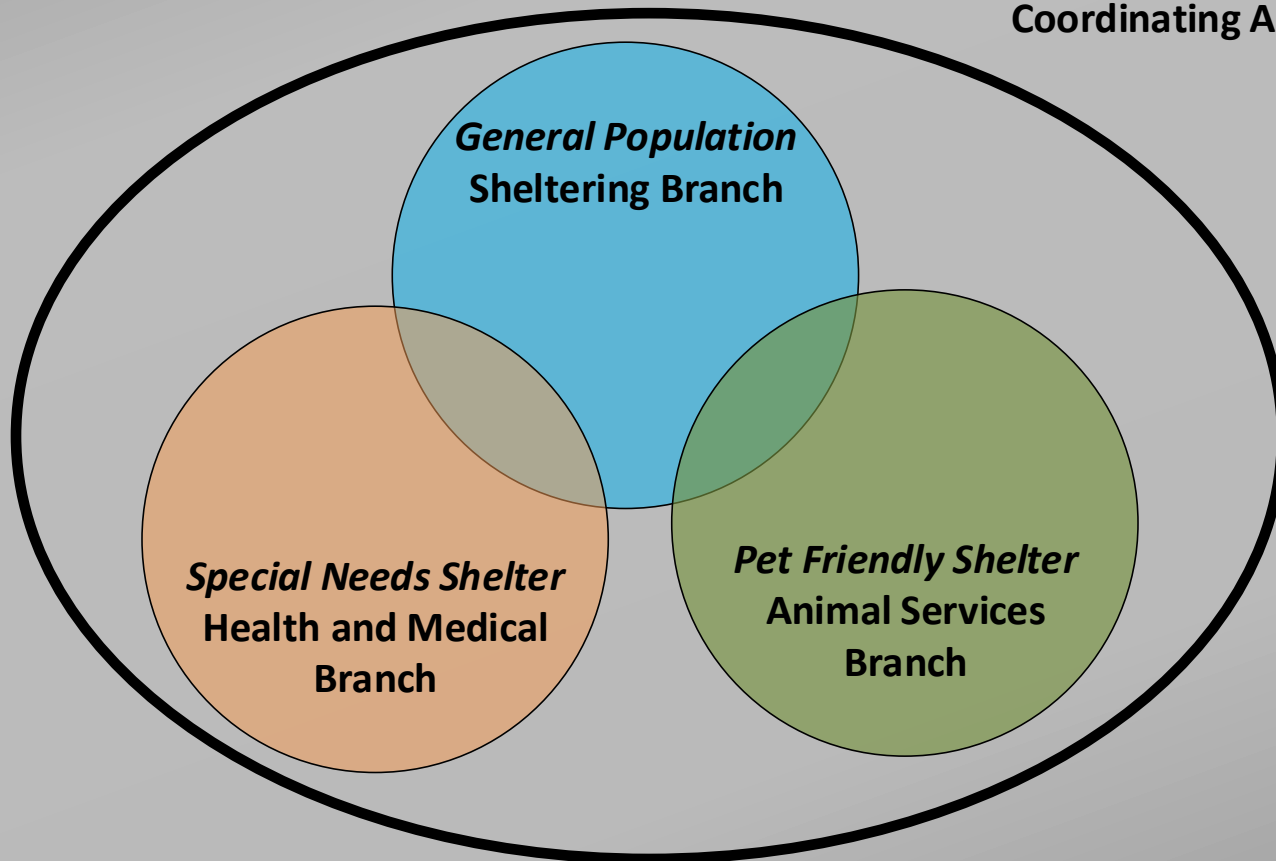 Coordinating A
General Population
Sheltering Branch
Special Needs Shelter
Health and Medical
Branch
Pet Friendly Shelter
Animal Services
Branch